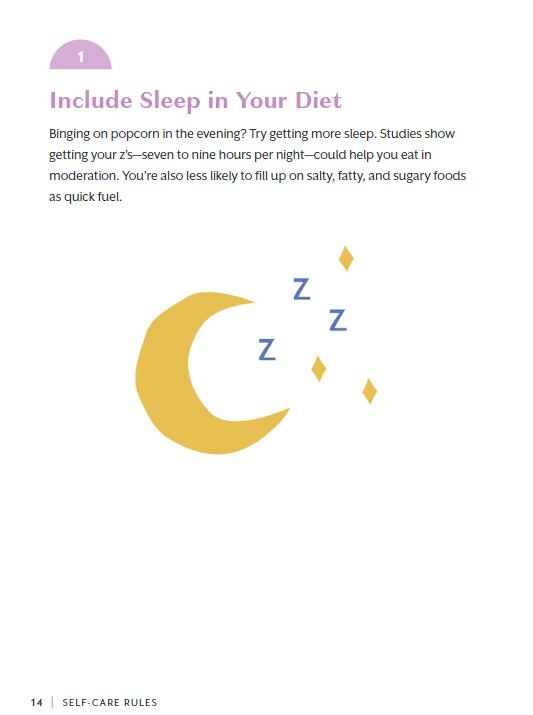 1
Include Sleep in Your Diet
Binging on popcorn in the evening? Try getting more sleep. Studies show
getting your z's—seven to nine hours per night—could help you eat in
moderation. You're also less likely to fill up on salty, fatty, and sugary foods
as quick fuel.
Z
Z
Z
14 | SELF-CARE RULES